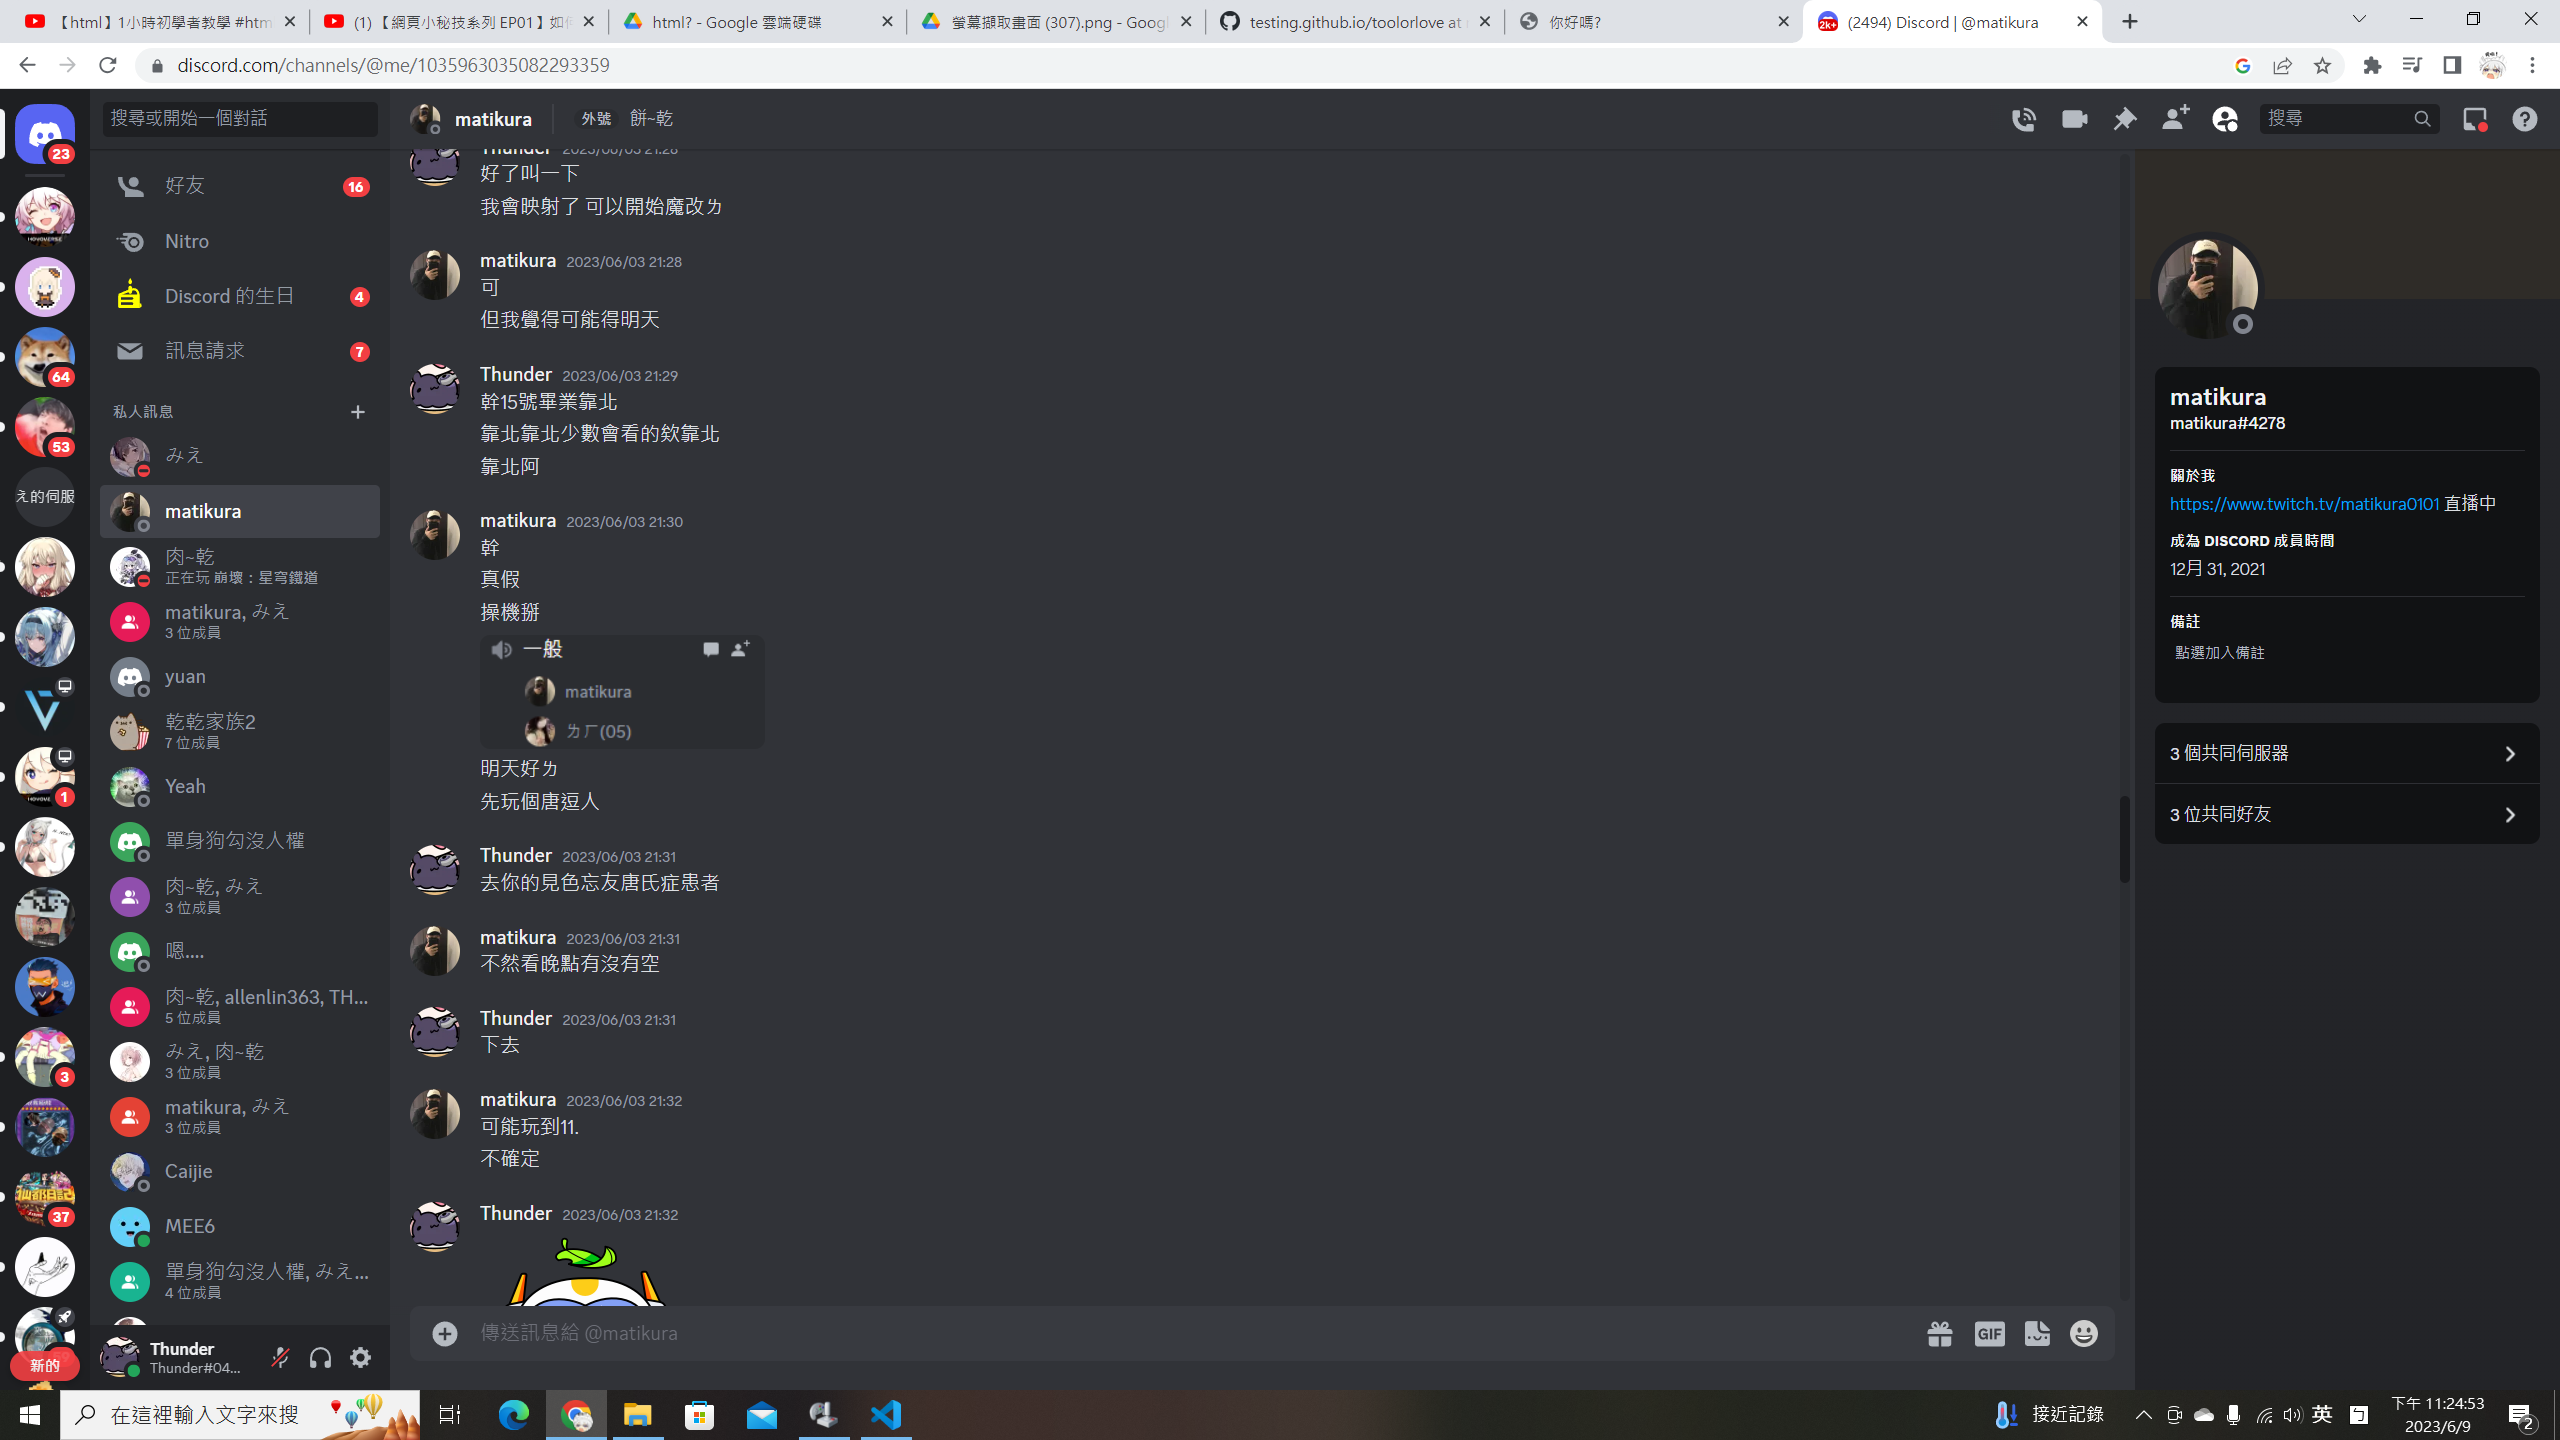 【html】1小時初學者教學 #htm
(1) 【網頁小秘技系列 EP01】如何
html? - Google 雲端硬碟
螢幕擷取畫面 (307).png - Googl
testing.github.io/toolorlove at
你好嗎?
2K+
(2494) Discord | @matikura
discord.com/channels/@me/1035963035082293359
搜尋或開始一個對話
matikura
外號
餅~乾
搜尋
23
64
53
え的伺服
1
3
37
新的
好友
16
Nitro
Discord 的生日
4
訊息請求
7
私人訊息
みえ
matikura
肉~乾
正在玩 崩壞：星穹鐵道
matikura, みえ
3 位成員
yuan
乾乾家族2
7 位成員
Yeah
單身狗勾沒人權
肉~乾, みえ
3 位成員
嗯....
肉~乾, allenlin363, TH...
5 位成員
みえ, 肉~乾
3 位成員
matikura, みえ
3 位成員
Caijie
MEE6
單身狗勾沒人權, みえ...
4 位成員
Thunder
Thunder#04...
Thunder 2023/06/03 21:28
好了叫一下
我會映射了 可以開始魔改ㄌ
matikura 2023/06/03 21:28
可
但我覺得可能得明天
Thunder 2023/06/03 21:29
幹15號畢業靠北
靠北靠北少數會看的欸靠北
靠北阿
matikura 2023/06/03 21:30
幹
真假
操機掰
一般
matikura
ㄌㄏ(05)
明天好ㄌ
先玩個唐逗人
Thunder 2023/06/03 21:31
去你的見色忘友唐氏症患者
matikura 2023/06/03 21:31
不然看晚點有沒有空
Thunder 2023/06/03 21:31
下去
matikura 2023/06/03 21:32
可能玩到11.
不確定
Thunder 2023/06/03 21:32
傳送訊息給 @matikura
GIF
matikura
matikura#4278
關於我
https://www.twitch.tv/matikura0101 直播中
成為 DISCORD 成員時間
12月 31, 2021
備註
點選加入備註
3 個共同伺服器
3 位共同好友
在這裡輸入文字來搜
接近記錄
英
ㄅ
下午 11:24:53
2023/6/9
2